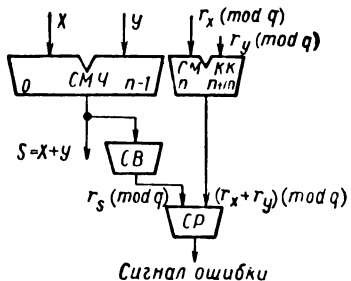 x y r_x (mod q)
r_y (mod q)
СМЧ СМ КК
0 n-1 n n+m
S=x+y СВ
r_s (mod q) (r_x+r_y) (mod q)
СР
Сигнал ошибки